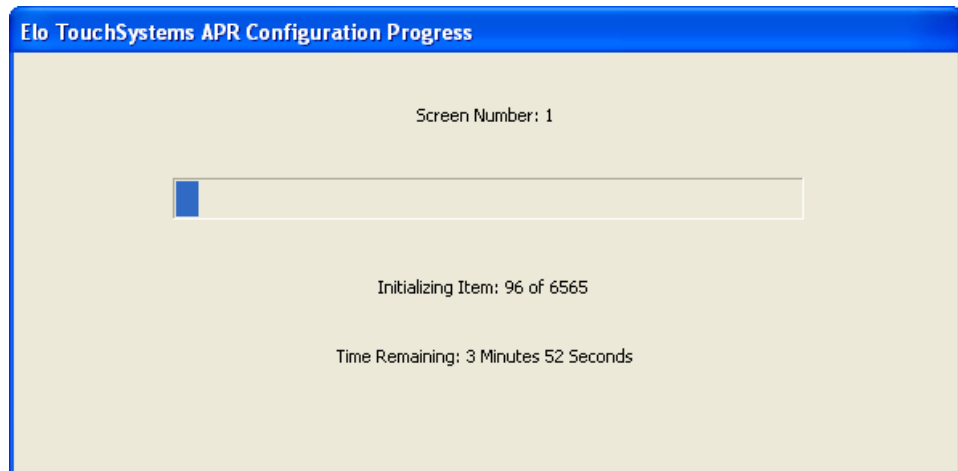 Elo TouchSystems APR Configuration Progress
Screen Number: 1
Initializing Item: 96 of 6565
Time Remaining: 3 Minutes 52 Seconds